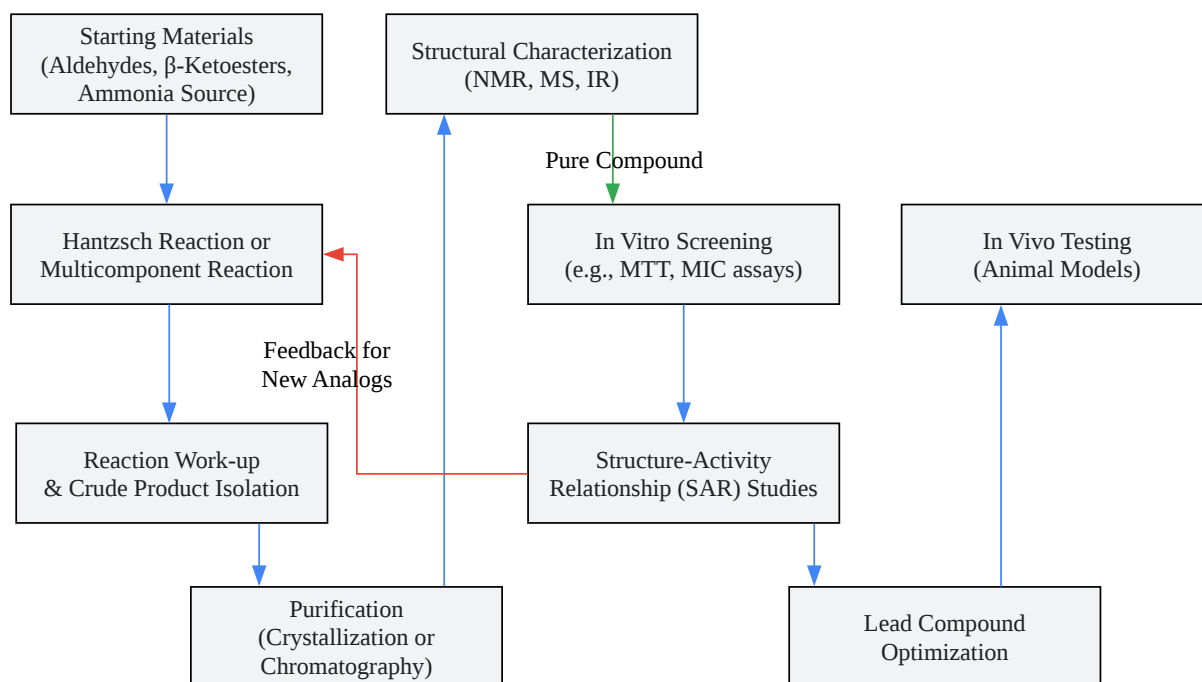 Starting Materials
(Aldehydes, β-Ketoesters,
Ammonia Source)
Hantzsch Reaction or
Multicomponent Reaction
Reaction Work-up
& Crude Product Isolation
Purification
(Crystallization or
Chromatography)
Structural Characterization
(NMR, MS, IR)
Pure Compound
In Vitro Screening
(e.g., MTT, MIC assays)
Structure-Activity
Relationship (SAR) Studies
Feedback for
New Analogs
Lead Compound
Optimization
In Vivo Testing
(Animal Models)